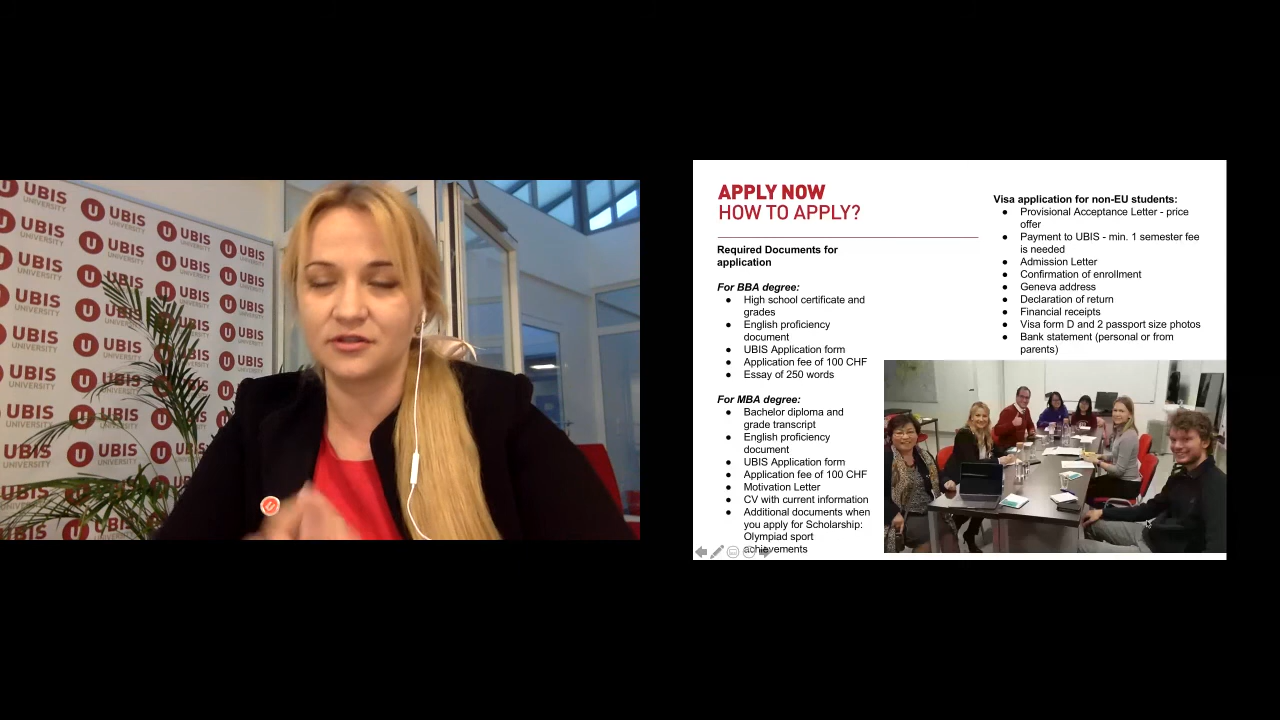 UBIS
UNIVERSITY
APPLY NOW
HOW TO APPLY?
Required Documents for
application
For BBA degree:
● High school certificate and
grades
● English proficiency
document
● UBIS Application form
● Application fee of 100 CHF
● Essay of 250 words
For MBA degree:
● Bachelor diploma and
grade transcript
● English proficiency
document
● UBIS Application form
● Application fee of 100 CHF
● Motivation Letter
● CV with current information
● Additional documents when
you apply for Scholarship:
Olympiad sport
achievements
Visa application for non-EU students:
● Provisional Acceptance Letter - price
offer
● Payment to UBIS - min. 1 semester fee
is needed
● Admission Letter
● Confirmation of enrollment
● Geneva address
● Declaration of return
● Financial receipts
● Visa form D and 2 passport size photos
● Bank statement (personal or from
parents)